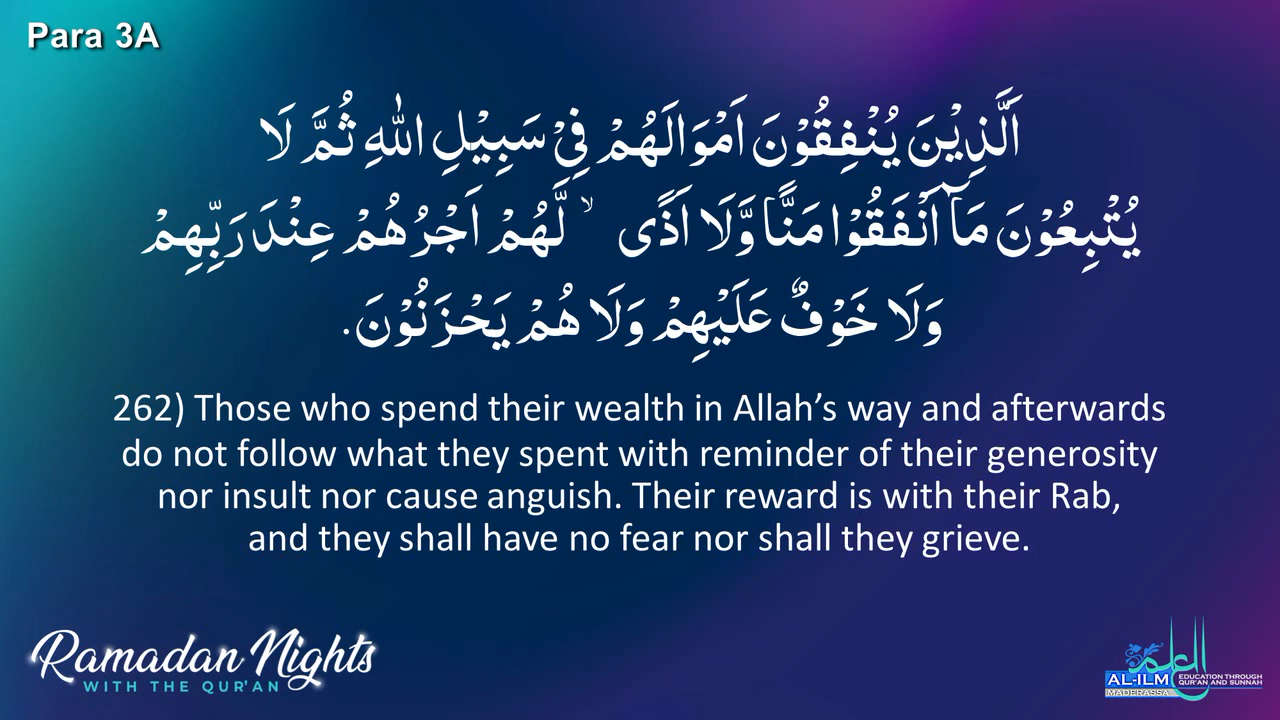 Para 3A
اَلَّذِيْنَ يُنْفِقُوْنَ اَمْوَالَهُمْ فِيْ سَبِيْلِ اللّٰهِ ثُمَّ لَا
يُتْبِعُوْنَ مَاۤ اَنْفَقُوْا مَنًّا وَّلَا اَذًى ۙ لَّهُمْ اَجْرُهُمْ عِنْدَ رَبِّهِمْ
وَلَا خَوْفٌ عَلَيْهِمْ وَلَا هُمْ يَحْزَنُوْنَ.
262) Those who spend their wealth in Allah’s way and afterwards
do not follow what they spent with reminder of their generosity
nor insult nor cause anguish. Their reward is with their Rab,
and they shall have no fear nor shall they grieve.
Ramadan Nights
WITH THE QUR'AN
العلم
AL-ILM
MADERASSA
EDUCATION THROUGH
QUR'AN AND SUNNAH